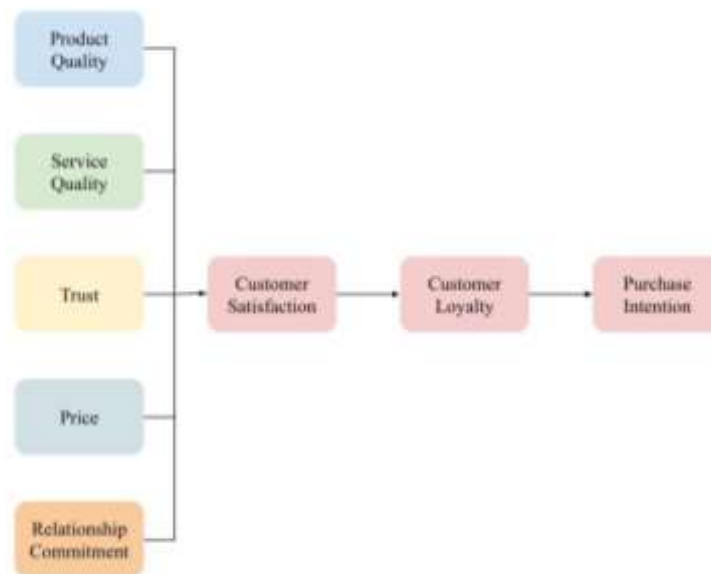 Product
Quality
Service
Quality
Trust
Customer
Satisfaction
Customer
Loyalty
Purchase
Intention
Price
Relationship
Commitment